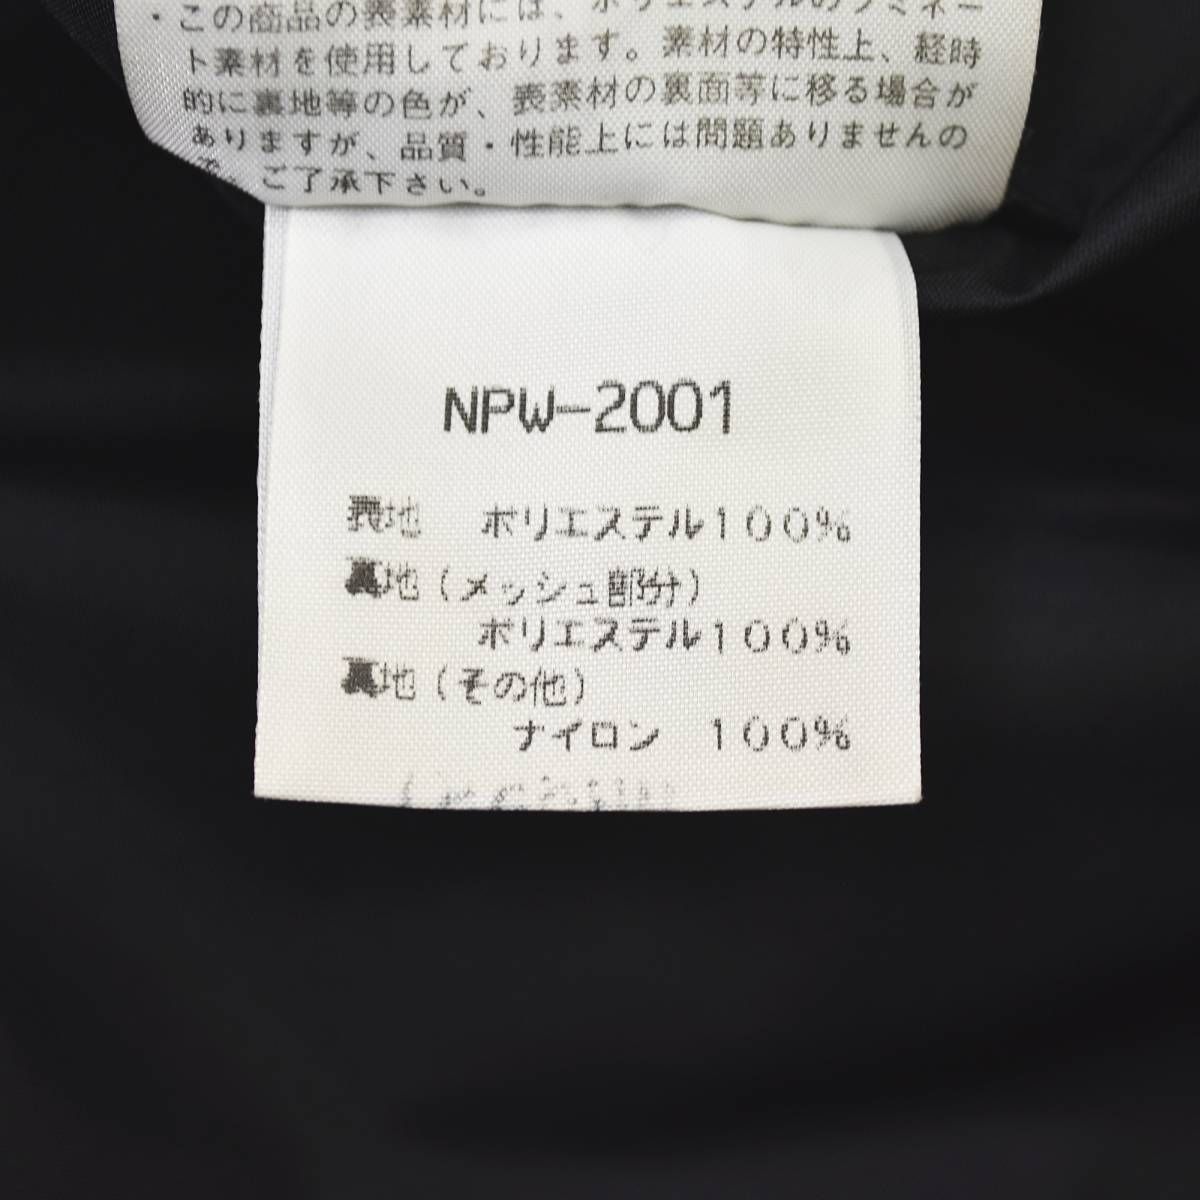 ・この商品の表素材には、ポリエステルのラミネー
ト素材を使用しております。素材の特性上、経時
的に裏地等の色が、表素材の裏面等に移る場合が
ありますが、品質・性能上には問題ありませんの
で、ご了承下さい。
NPW-2001
表地 ポリエステル100%
裏地(メッシュ部分)
ポリエステル100%
裏地(その他)
ナイロン 100%